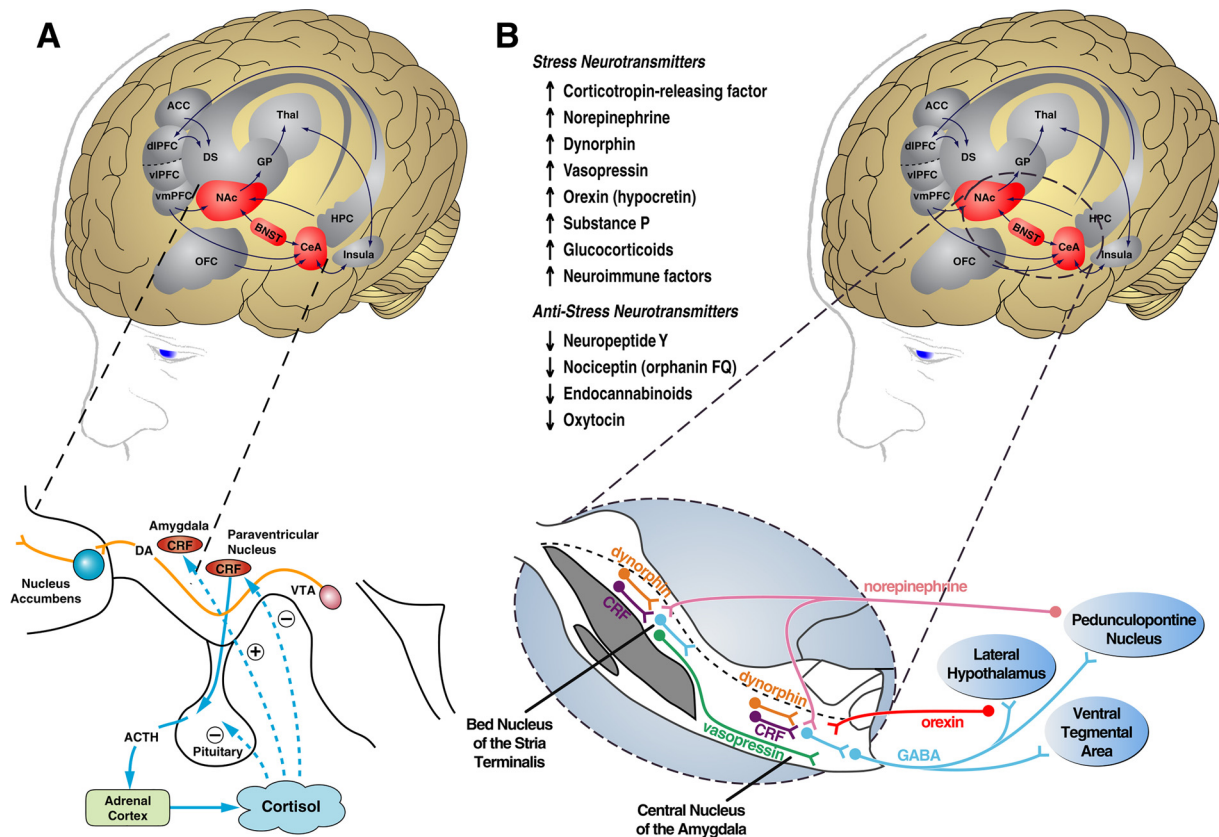 A
ACC
dlPFC
vlPFC
vmPFC
DS
Thal
GP
NAc
BNST
HPC
CeA
Insula
OFC
Amygdala
CRF
DA
Paraventricular
Nucleus
CRF
Nucleus
Accumbens
VTA
−
+
−
ACTH
Pituitary
Adrenal
Cortex
Cortisol
B
Stress Neurotransmitters
↑ Corticotropin-releasing factor
↑ Norepinephrine
↑ Dynorphin
↑ Vasopressin
↑ Orexin (hypocretin)
↑ Substance P
↑ Glucocorticoids
↑ Neuroimmune factors
Anti-Stress Neurotransmitters
↓ Neuropeptide Y
↓ Nociceptin (orphanin FQ)
↓ Endocannabinoids
↓ Oxytocin
ACC
dlPFC
vlPFC
vmPFC
DS
Thal
GP
NAc
BNST
HPC
CeA
Insula
OFC
dynorphin
CRF
norepinephrine
Pedunculopontine
Nucleus
Lateral
Hypothalamus
dynorphin
CRF
vasopressin
orexin
GABA
Ventral
Tegmental
Area
Bed Nucleus
of the Stria
Terminalis
Central Nucleus
of the Amygdala